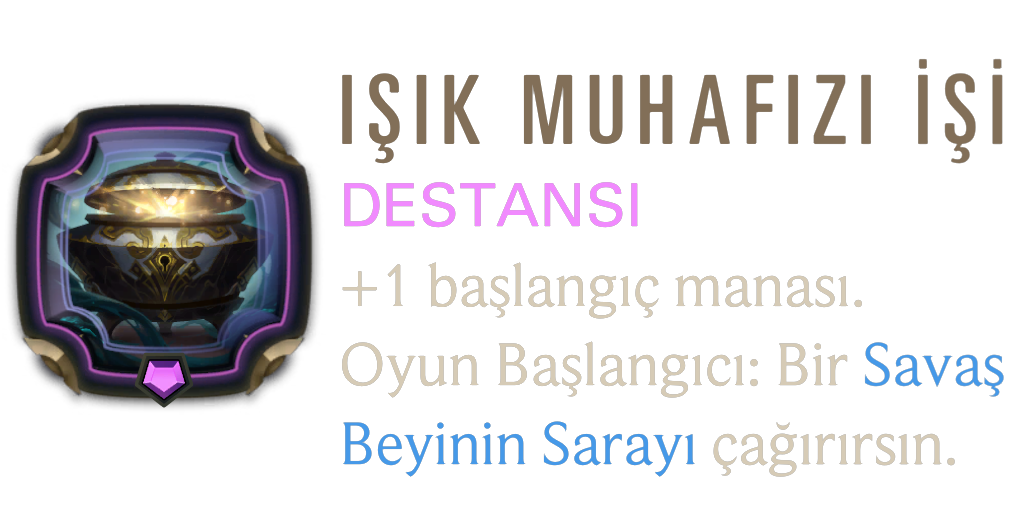 IŞIK MUHAFIZI İŞİ
DESTANSI
+1 başlangıç manası.
Oyun Başlangıcı: Bir Savaş
Beyinin Sarayı çağırırsın.